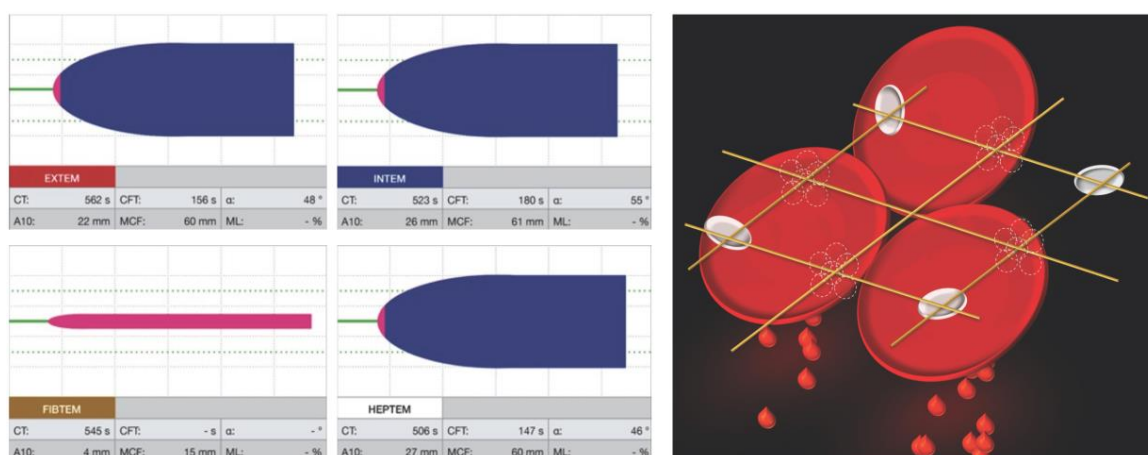 EXTEM
CT: 562 s CFT: 156 s α: 48 °
A10: 22 mm MCF: 60 mm ML: - %
INTEM
CT: 523 s CFT: 180 s α: 55 °
A10: 26 mm MCF: 61 mm ML: - %
FIBTEM
CT: 545 s CFT: - s α: - °
A10: 4 mm MCF: 15 mm ML: - %
HEPTEM
CT: 506 s CFT: 147 s α: 46 °
A10: 27 mm MCF: 60 mm ML: - %